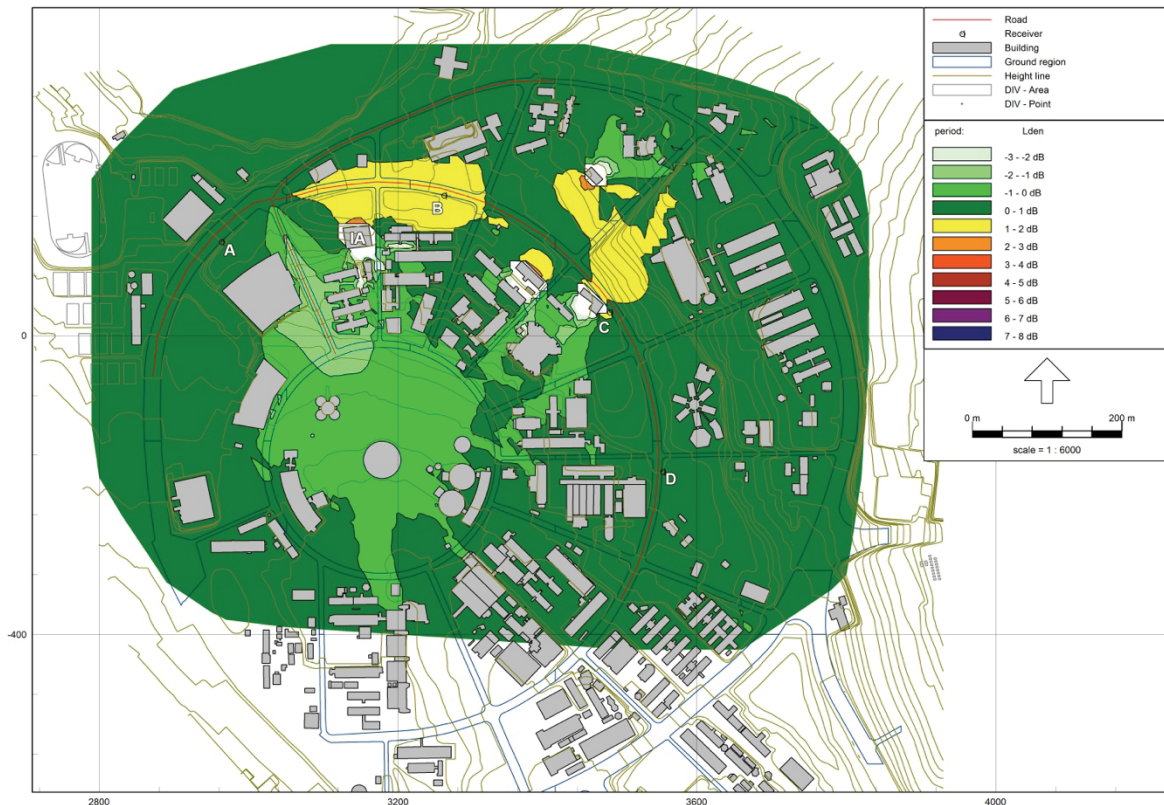 Road
Receiver
Building
Ground region
Height line
DIV - Area
DIV - Point
period: Lden
-3 - -2 dB
-2 - -1 dB
-1 - 0 dB
0 - 1 dB
1 - 2 dB
2 - 3 dB
3 - 4 dB
4 - 5 dB
5 - 6 dB
6 - 7 dB
7 - 8 dB
0 m 200 m
scale = 1 : 6000
B
IA
A
C
D
0
-400
2800 3200 3600 4000